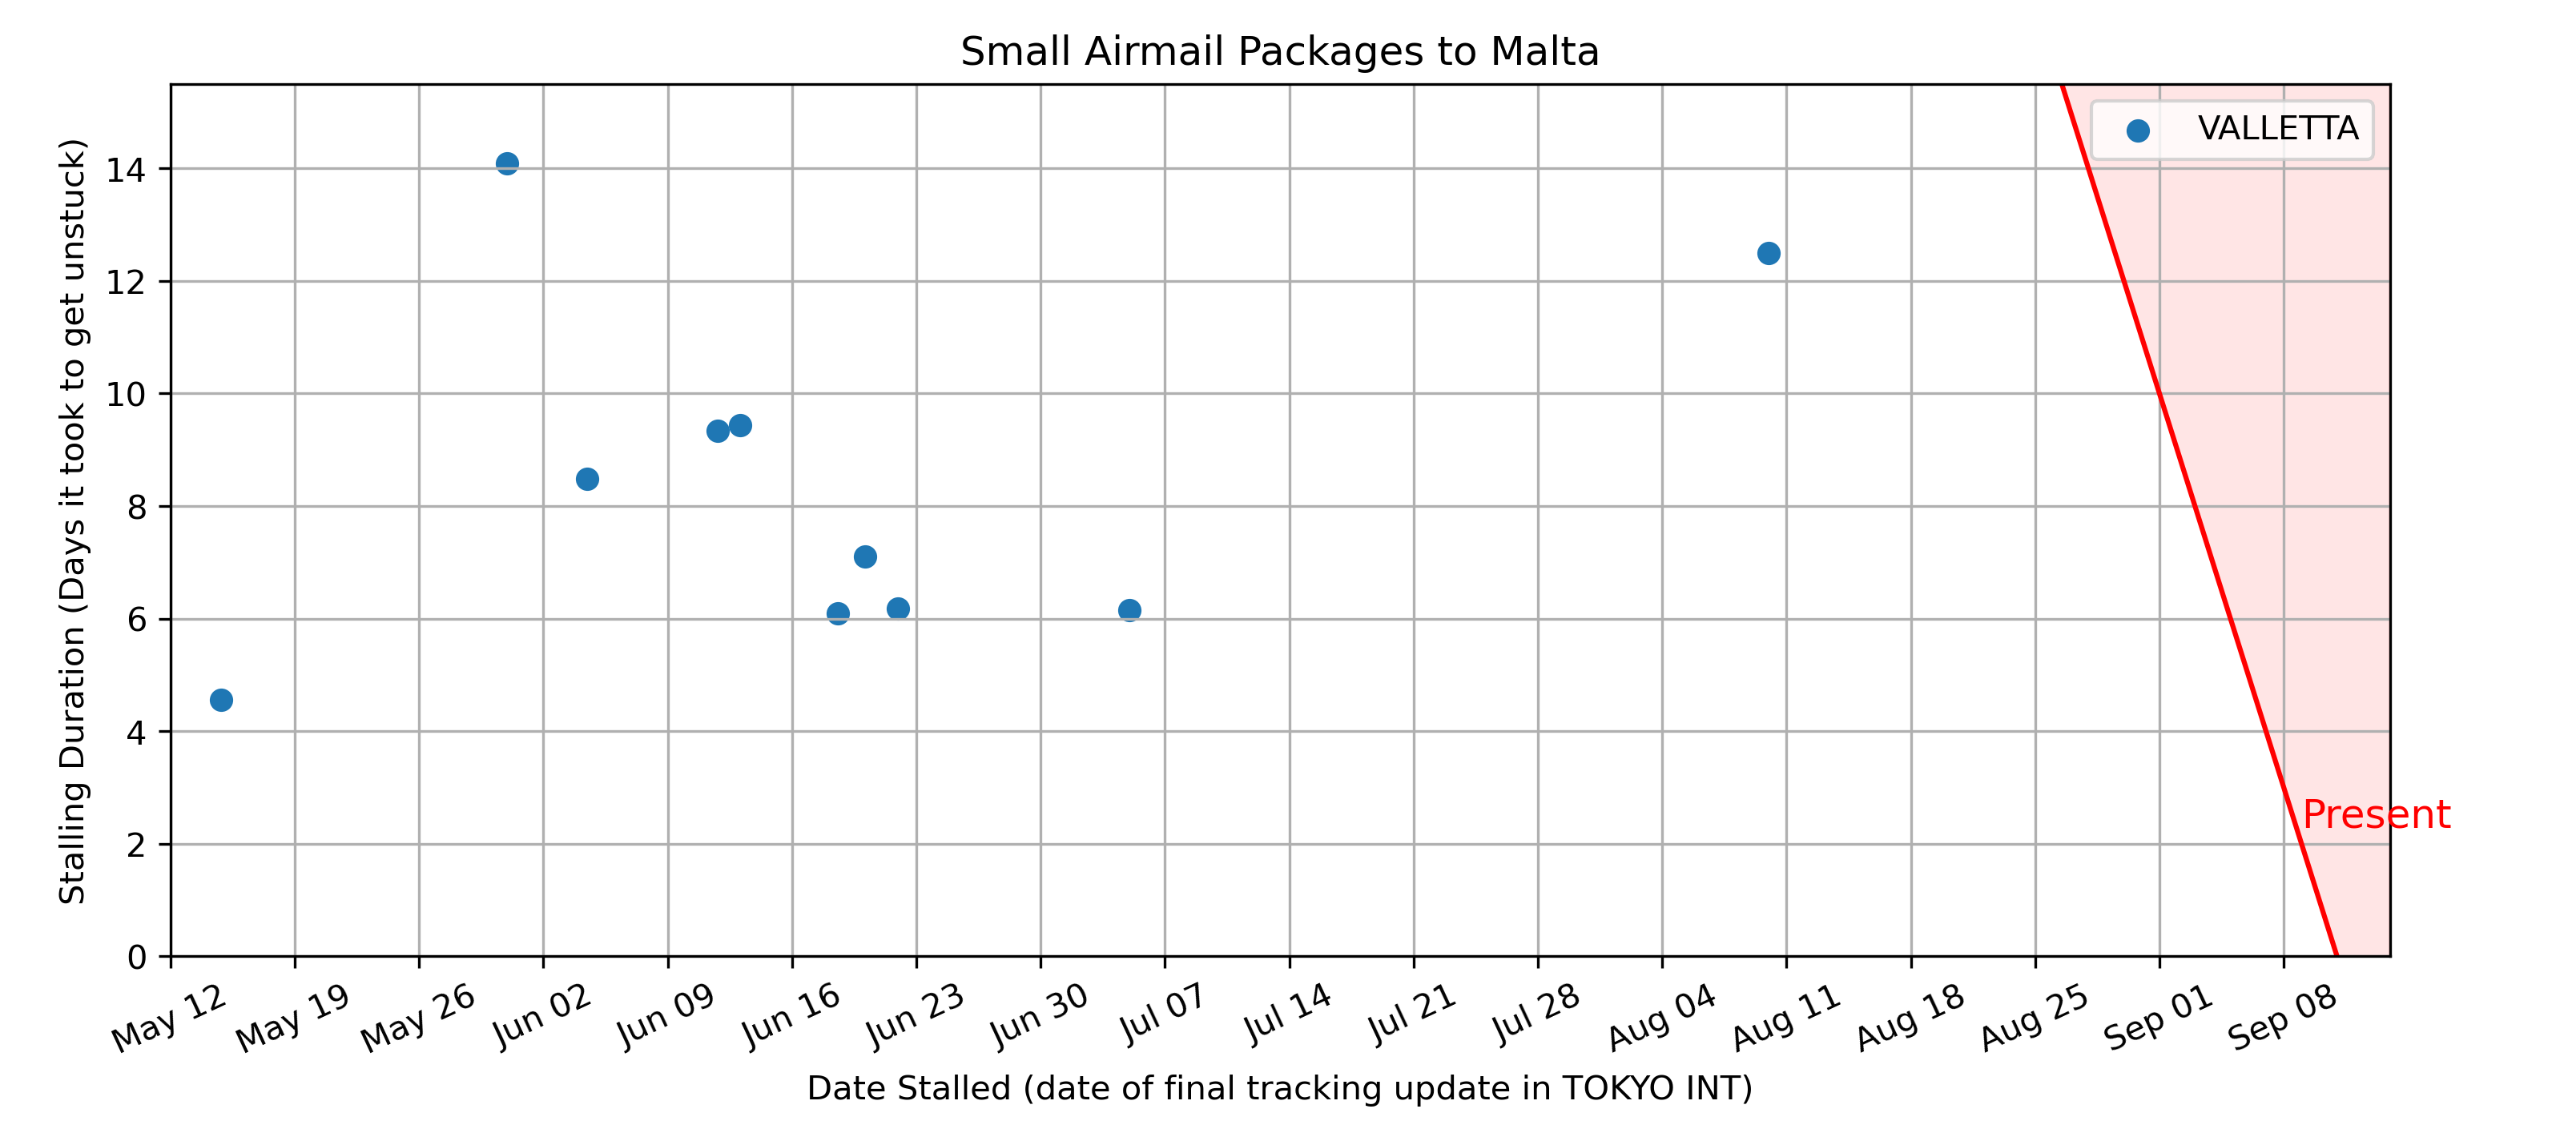 Small Airmail Packages to Malta
VALLETTA
Stalling Duration (Days it took to get unstuck)
14
12
10
8
6
4
2
0
Present
May 12
May 19
May 26
Jun 02
Jun 09
Jun 16
Jun 23
Jun 30
Jul 07
Jul 14
Jul 21
Jul 28
Aug 04
Aug 11
Aug 18
Aug 25
Sep 01
Sep 08
Date Stalled (date of final tracking update in TOKYO INT)